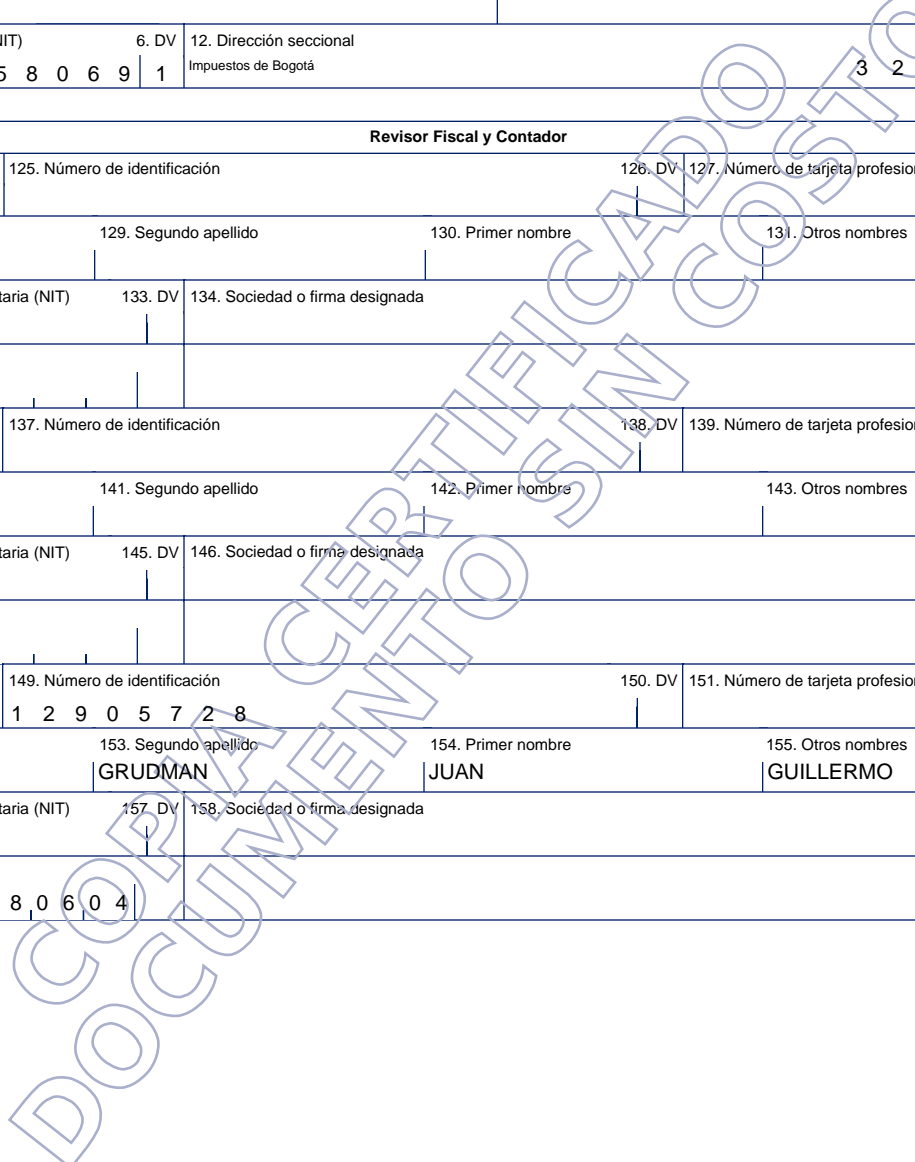 NIT) 6. DV 12. Dirección seccional
5 8 0 6 9 1 Impuestos de Bogotá 3 2
Revisor Fiscal y Contador
125. Número de identificación 126. DV 127. Número de tarjeta profesion
129. Segundo apellido 130. Primer nombre 131. Otros nombres
taria (NIT) 133. DV 134. Sociedad o firma designada
137. Número de identificación 138. DV 139. Número de tarjeta profesion
141. Segundo apellido 142. Primer nombre 143. Otros nombres
taria (NIT) 145. DV 146. Sociedad o firma designada
149. Número de identificación 150. DV 151. Número de tarjeta profesion
1 2 9 0 5 7 2 8
153. Segundo apellido 154. Primer nombre 155. Otros nombres
GRUDMAN JUAN GUILLERMO
taria (NIT) 157. DV 158. Sociedad o firma designada
8 0 6 0 4
COPIA CERTIFICADO
DOCUMENTO SIN COSTO